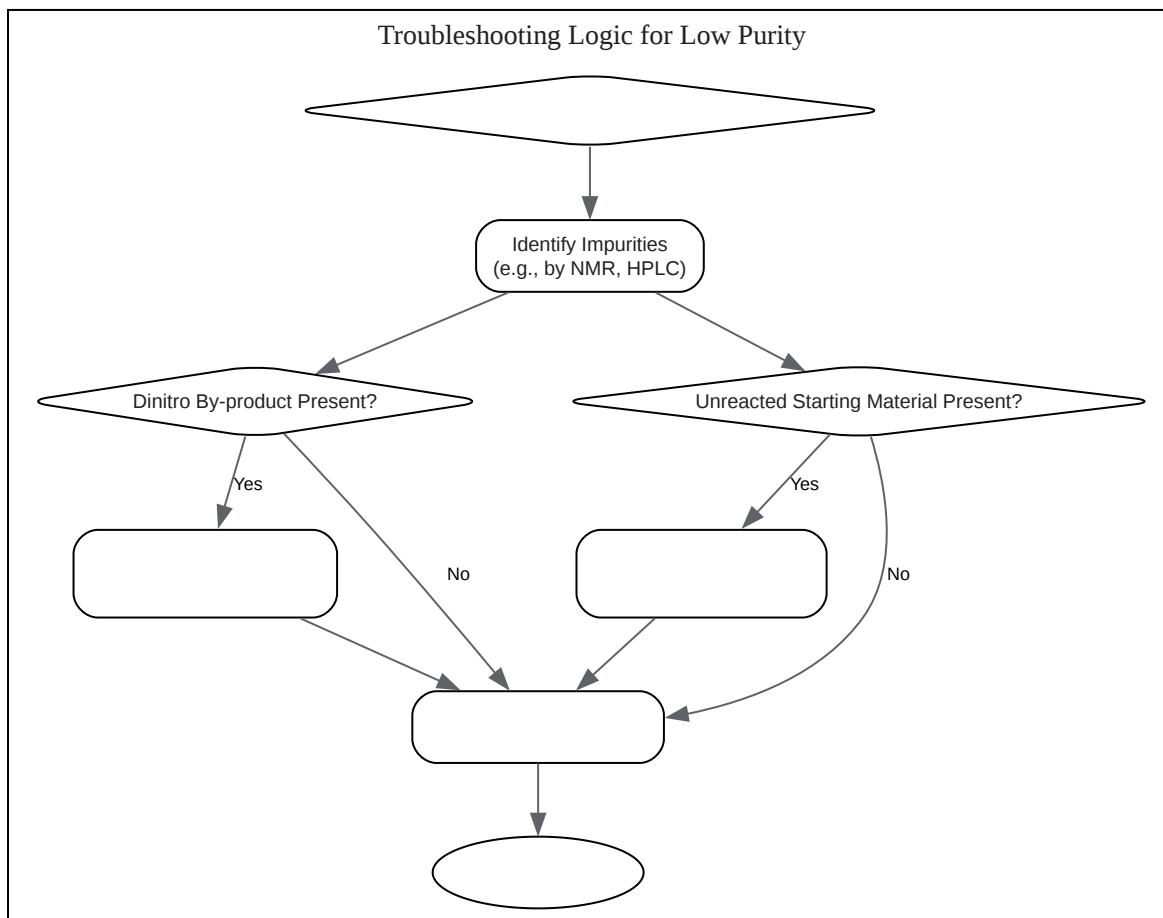 Troubleshooting Logic for Low Purity
Identify Impurities
(e.g., by NMR, HPLC)
Dinitro By-product Present?
Unreacted Starting Material Present?
Yes
Yes
No
No